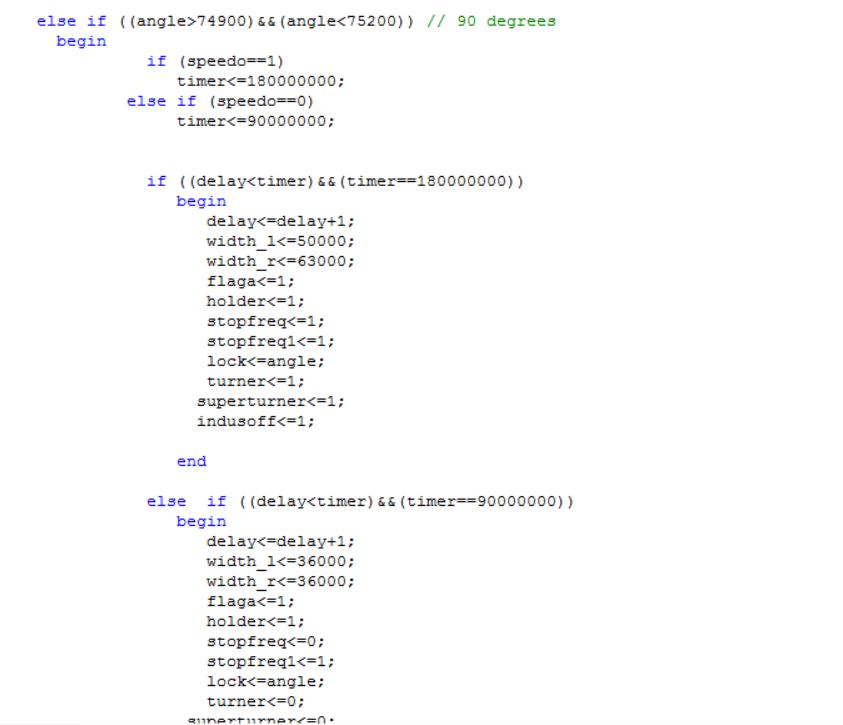 else if ((angle>74900)&&(angle<75200)) // 90 degrees
begin
if (speedo==1)
timer<=180000000;
else if (speedo==0)
timer<=90000000;
if ((delay<timer)&&(timer==180000000))
begin
delay<=delay+1;
width_l<=50000;
width_r<=63000;
flaga<=1;
holder<=1;
stopfreq<=1;
stopfreq1<=1;
lock<=angle;
turner<=1;
superturner<=1;
indusoff<=1;
end
else if ((delay<timer)&&(timer==90000000))
begin
delay<=delay+1;
width_l<=36000;
width_r<=36000;
flaga<=1;
holder<=1;
stopfreq<=0;
stopfreq1<=1;
lock<=angle;
turner<=0;
superturner<=0;